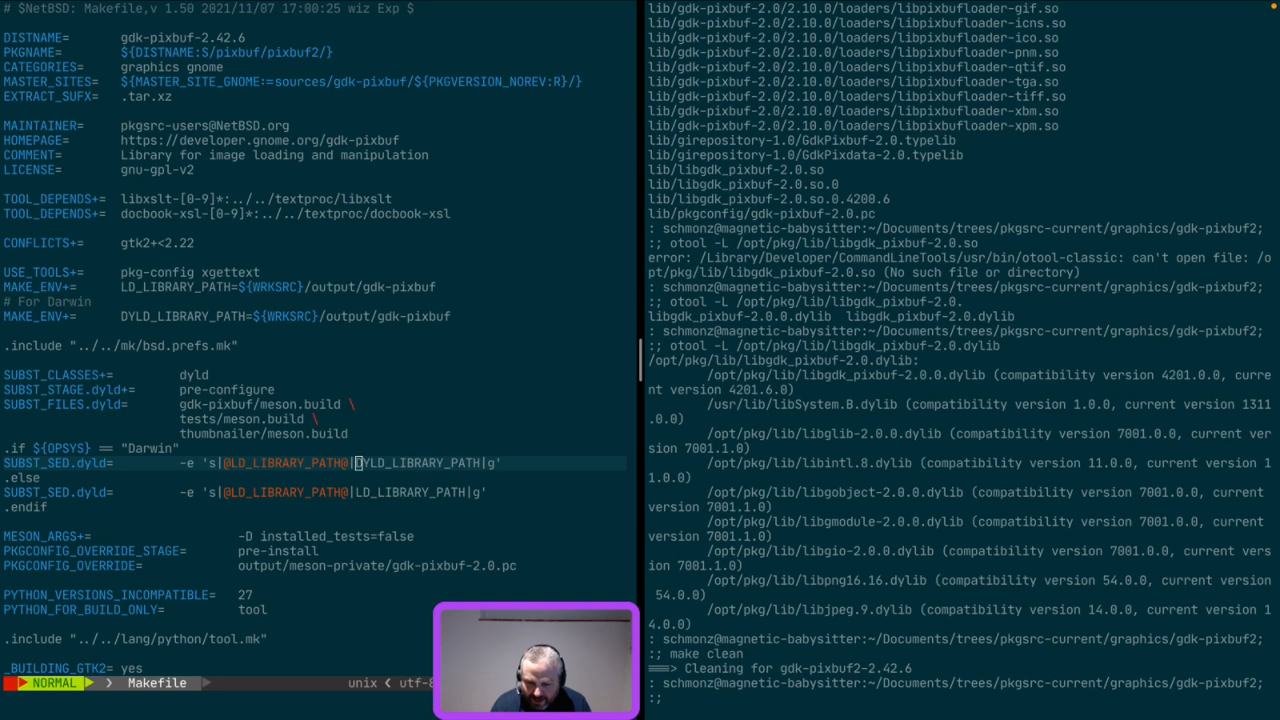 # $NetBSD: Makefile,v 1.50 2021/11/07 17:00:25 wiz Exp $
DISTNAME= gdk-pixbuf-2.42.6
PKGNAME= ${DISTNAME:S/pixbuf/pixbuf2/}
CATEGORIES= graphics gnome
MASTER_SITES= ${MASTER_SITE_GNOME:=sources/gdk-pixbuf/${PKGVERSION_NOREV:R}/}
EXTRACT_SUFX= .tar.xz
MAINTAINER= pkgsrc-users@NetBSD.org
HOMEPAGE= https://developer.gnome.org/gdk-pixbuf
COMMENT= Library for image loading and manipulation
LICENSE= gnu-gpl-v2
TOOL_DEPENDS+= libxslt-[0-9]*:../../textproc/libxslt
TOOL_DEPENDS+= docbook-xsl-[0-9]*:../../textproc/docbook-xsl
CONFLICTS+= gtk2+<2.22
USE_TOOLS+= pkg-config xgettext
MAKE_ENV+= LD_LIBRARY_PATH=${WRKSRC}/output/gdk-pixbuf
# For Darwin
MAKE_ENV+= DYLD_LIBRARY_PATH=${WRKSRC}/output/gdk-pixbuf
.include "../../mk/bsd.prefs.mk"
SUBST_CLASSES+= dyld
SUBST_STAGE.dyld+= pre-configure
SUBST_FILES.dyld= gdk-pixbuf/meson.build \
tests/meson.build \
thumbnailer/meson.build
.if ${OPSYS} == "Darwin"
SUBST_SED.dyld= -e 's|@LD_LIBRARY_PATH@|DYLD_LIBRARY_PATH|g'
.else
SUBST_SED.dyld= -e 's|@LD_LIBRARY_PATH@|LD_LIBRARY_PATH|g'
.endif
MESON_ARGS+= -D installed_tests=false
PKGCONFIG_OVERRIDE_STAGE= pre-install
PKGCONFIG_OVERRIDE= output/meson-private/gdk-pixbuf-2.0.pc
PYTHON_VERSIONS_INCOMPATIBLE= 27
PYTHON_FOR_BUILD_ONLY= tool
.include "../../lang/python/tool.mk"
_BUILDING_GTK2= yes
NORMAL Makefile unix utf-8
lib/gdk-pixbuf-2.0/2.10.0/loaders/libpixbufloader-gif.so
lib/gdk-pixbuf-2.0/2.10.0/loaders/libpixbufloader-icns.so
lib/gdk-pixbuf-2.0/2.10.0/loaders/libpixbufloader-ico.so
lib/gdk-pixbuf-2.0/2.10.0/loaders/libpixbufloader-pnm.so
lib/gdk-pixbuf-2.0/2.10.0/loaders/libpixbufloader-qtif.so
lib/gdk-pixbuf-2.0/2.10.0/loaders/libpixbufloader-tga.so
lib/gdk-pixbuf-2.0/2.10.0/loaders/libpixbufloader-tiff.so
lib/gdk-pixbuf-2.0/2.10.0/loaders/libpixbufloader-xbm.so
lib/gdk-pixbuf-2.0/2.10.0/loaders/libpixbufloader-xpm.so
lib/girepository-1.0/GdkPixbuf-2.0.typelib
lib/girepository-1.0/GdkPixdata-2.0.typelib
lib/libgdk_pixbuf-2.0.so
lib/libgdk_pixbuf-2.0.so.0
lib/libgdk_pixbuf-2.0.so.0.4200.6
lib/pkgconfig/gdk-pixbuf-2.0.pc
: schmonz@magnetic-babysitter:~/Documents/trees/pkgsrc-current/graphics/gdk-pixbuf2;
:; otool -L /opt/pkg/lib/libgdk_pixbuf-2.0.so
error: /Library/Developer/CommandLineTools/usr/bin/otool-classic: can't open file: /o
pt/pkg/lib/libgdk_pixbuf-2.0.so (No such file or directory)
: schmonz@magnetic-babysitter:~/Documents/trees/pkgsrc-current/graphics/gdk-pixbuf2;
:; otool -L /opt/pkg/lib/libgdk_pixbuf-2.0.
libgdk_pixbuf-2.0.0.dylib libgdk_pixbuf-2.0.dylib
: schmonz@magnetic-babysitter:~/Documents/trees/pkgsrc-current/graphics/gdk-pixbuf2;
:; otool -L /opt/pkg/lib/libgdk_pixbuf-2.0.dylib
/opt/pkg/lib/libgdk_pixbuf-2.0.dylib:
/opt/pkg/lib/libgdk_pixbuf-2.0.0.dylib (compatibility version 4201.0.0, curre
nt version 4201.6.0)
/usr/lib/libSystem.B.dylib (compatibility version 1.0.0, current version 1311
.0.0)
/opt/pkg/lib/libglib-2.0.0.dylib (compatibility version 7001.0.0, current ver
sion 7001.1.0)
/opt/pkg/lib/libintl.8.dylib (compatibility version 11.0.0, current version 1
1.0.0)
/opt/pkg/lib/libgobject-2.0.0.dylib (compatibility version 7001.0.0, current
version 7001.1.0)
/opt/pkg/lib/libgmodule-2.0.0.dylib (compatibility version 7001.0.0, current
version 7001.1.0)
/opt/pkg/lib/libgio-2.0.0.dylib (compatibility version 7001.0.0, current vers
ion 7001.1.0)
/opt/pkg/lib/libpng16.16.dylib (compatibility version 54.0.0, current version
54.0.0)
/opt/pkg/lib/libjpeg.9.dylib (compatibility version 14.0.0, current version 1
4.0.0)
: schmonz@magnetic-babysitter:~/Documents/trees/pkgsrc-current/graphics/gdk-pixbuf2;
:; make clean
===> Cleaning for gdk-pixbuf2-2.42.6
: schmonz@magnetic-babysitter:~/Documents/trees/pkgsrc-current/graphics/gdk-pixbuf2;
:;